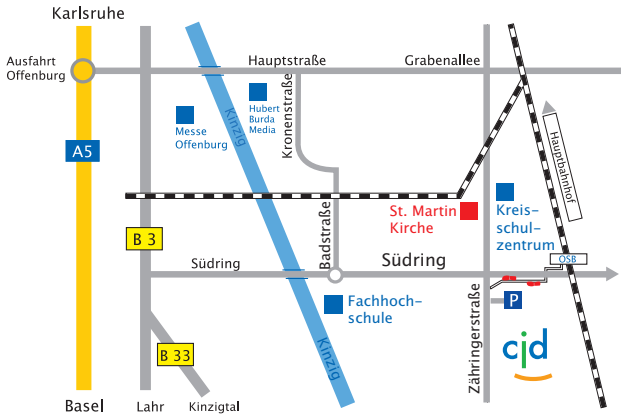 Karlsruhe
Ausfahrt
Offenburg
Hauptstraße
Grabenallee
Kronenstraße
Hubert
Burda
Media
Messe
Offenburg
Kinzig
Hauptbahnhof
A5
St. Martin
Kirche
Kreis-
schul-
zentrum
B 3
Badstraße
Südring
Südring
OSB
P
Fachhoch-
schule
Zähringerstraße
Kinzig
cjd
B 33
Basel
Lahr
Kinzigtal